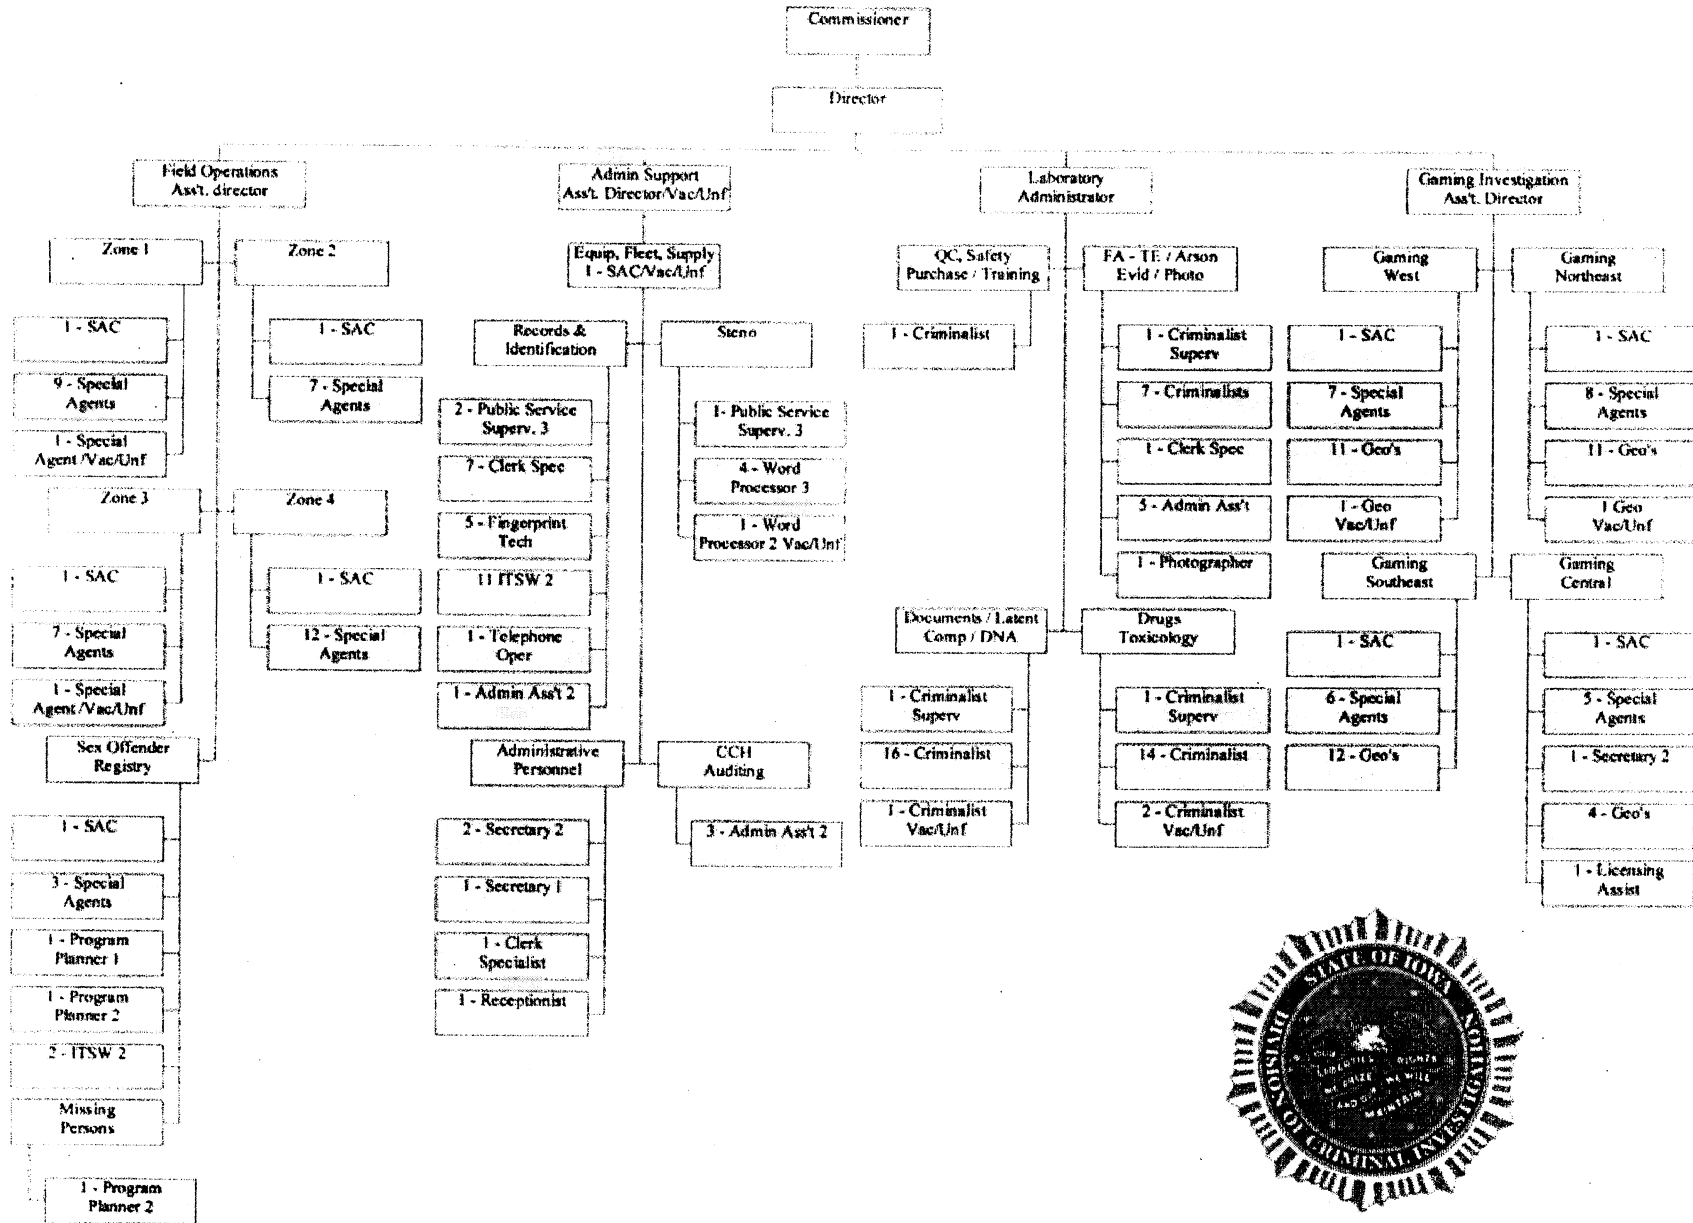 Commissioner
Director
Field Operations
Ass't. director
Admin Support
Ass't. Director/Vac/Unf
Laboratory
Administrator
Gaming Investigation
Ass't. Director
Zone 1
Zone 2
Equip, Fleet, Supply
1 - SAC/Vac/Unf
QC, Safety
Purchase / Training
FA - TE / Arson
Evid / Photo
Gaming
West
Gaming
Northeast
1 - SAC
9 - Special
Agents
1 - Special
Agent /Vac/Unf
1 - SAC
7 - Special
Agents
Zone 3
Zone 4
1 - SAC
7 - Special
Agents
1 - Special
Agent /Vac/Unf
1 - SAC
12 - Special
Agents
Sex Offender
Registry
1 - SAC
3 - Special
Agents
1 - Program
Planner 1
1 - Program
Planner 2
2 - ITSW 2
Missing
Persons
1 - Program
Planner 2
Records &
Identification
Steno
2 - Public Service
Superv. 3
7 - Clerk Spec
5 - Fingerprint
Tech
11 ITSW 2
1 - Telephone
Oper
1 - Admin Ass't 2
1- Public Service
Superv. 3
4 - Word
Processor 3
1 - Word
Processor 2 Vac/Unf
Administrative
Personnel
CCH
Auditing
2 - Secretary 2
1 - Secretary 1
1 - Clerk
Specialist
1 - Receptionist
3 - Admin Ass't 2
1 - Criminalist
1 - Criminalist
Superv
7 - Criminalists
1 - Clerk Spec
5 - Admin Ass't
1 - Photographer
Documents / Latent
Comp / DNA
Drugs
Toxicology
1 - Criminalist
Superv
16 - Criminalist
1 - Criminalist
Vac/Unf
1 - Criminalist
Superv
14 - Criminalist
2 - Criminalist
Vac/Unf
1 - SAC
7 - Special
Agents
11 - Geo's
1 - Geo
Vac/Unf
1 - SAC
8 - Special
Agents
11 - Geo's
1 Geo
Vac/Unf
Gaming
Southeast
Gaming
Central
1 - SAC
6 - Special
Agents
12 - Geo's
1 - SAC
5 - Special
Agents
1 - Secretary 2
4 - Geo's
1 - Licensing
Assist
STATE OF IOWA
DIVISION OF CRIMINAL INVESTIGATION
OUR LIBERTIES RIGHTS
WE PRIZE WE WILL
AND OUR
MAINTAIN